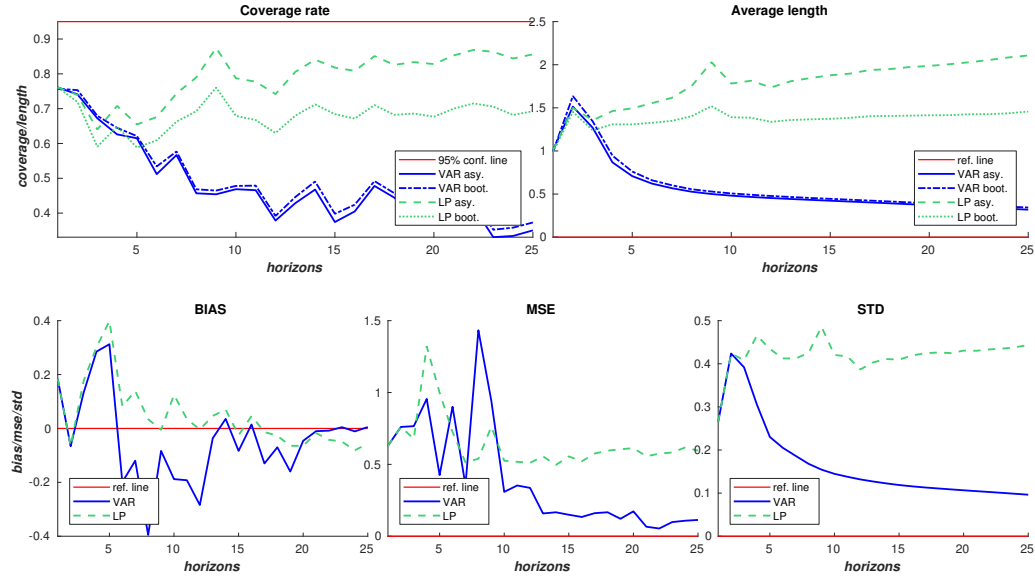 Coverage rate
coverage/length
0.9
0.8
0.7
0.6
0.5
0.4
5
10
15
20
25
horizons
95% conf. line
VAR asy.
VAR boot.
LP asy.
LP boot.
Average length
2.5
2
1.5
1
0.5
0
5
10
15
20
25
horizons
ref. line
VAR asy.
VAR boot.
LP asy.
LP boot.
BIAS
bias/mse/std
0.4
0.2
0
-0.2
-0.4
5
10
15
20
25
horizons
ref. line
VAR
LP
MSE
1.5
1
0.5
0
5
10
15
20
25
horizons
ref. line
VAR
LP
STD
0.5
0.4
0.3
0.2
0.1
0
5
10
15
20
25
horizons
ref. line
VAR
LP